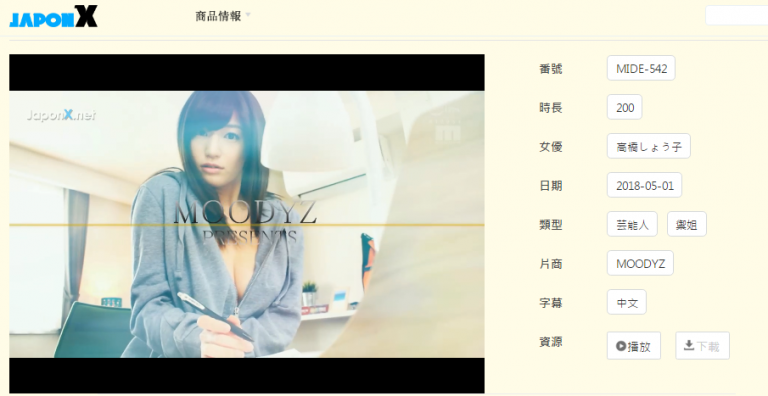 JAPONX
商品情報
JaponX.net
MOODYZ
PRESENTS
番號 MIDE-542
時長 200
女優 高橋しょう子
日期 2018-05-01
類型 芸能人 禦姐
片商 MOODYZ
字幕 中文
資源 播放 下載